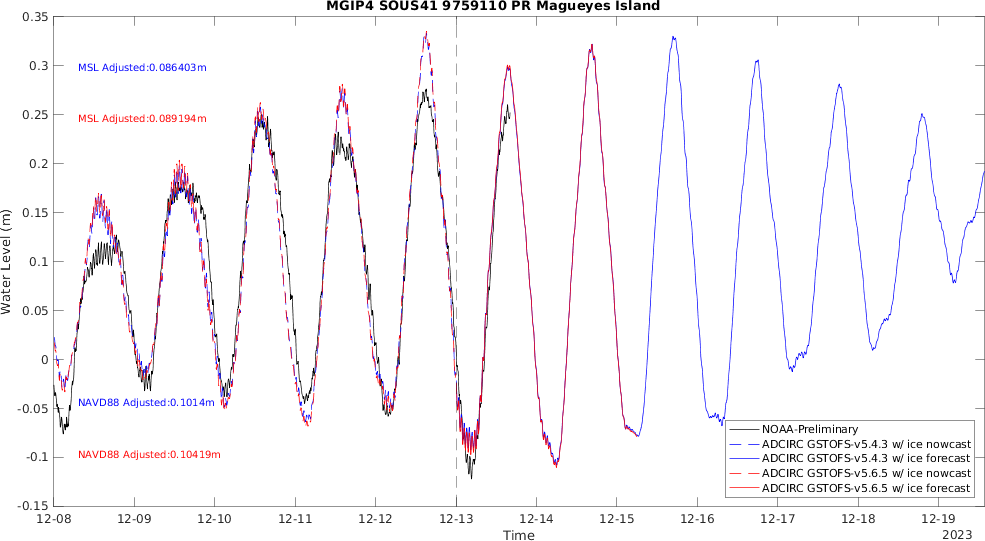 MGIP4 SOUS41 9759110 PR Magueyes Island
0.35
0.3
0.25
0.2
0.15
0.1
0.05
0
-0.05
-0.1
-0.15
Water Level (m)
MSL Adjusted:0.086403m
MSL Adjusted:0.089194m
NAVD88 Adjusted:0.1014m
NAVD88 Adjusted:0.10419m
NOAA-Preliminary
ADCIRC GSTOFS-v5.4.3 w/ ice nowcast
ADCIRC GSTOFS-v5.4.3 w/ ice forecast
ADCIRC GSTOFS-v5.6.5 w/ ice nowcast
ADCIRC GSTOFS-v5.6.5 w/ ice forecast
12-08 12-09 12-10 12-11 12-12 12-13 12-14 12-15 12-16 12-17 12-18 12-19
Time
2023